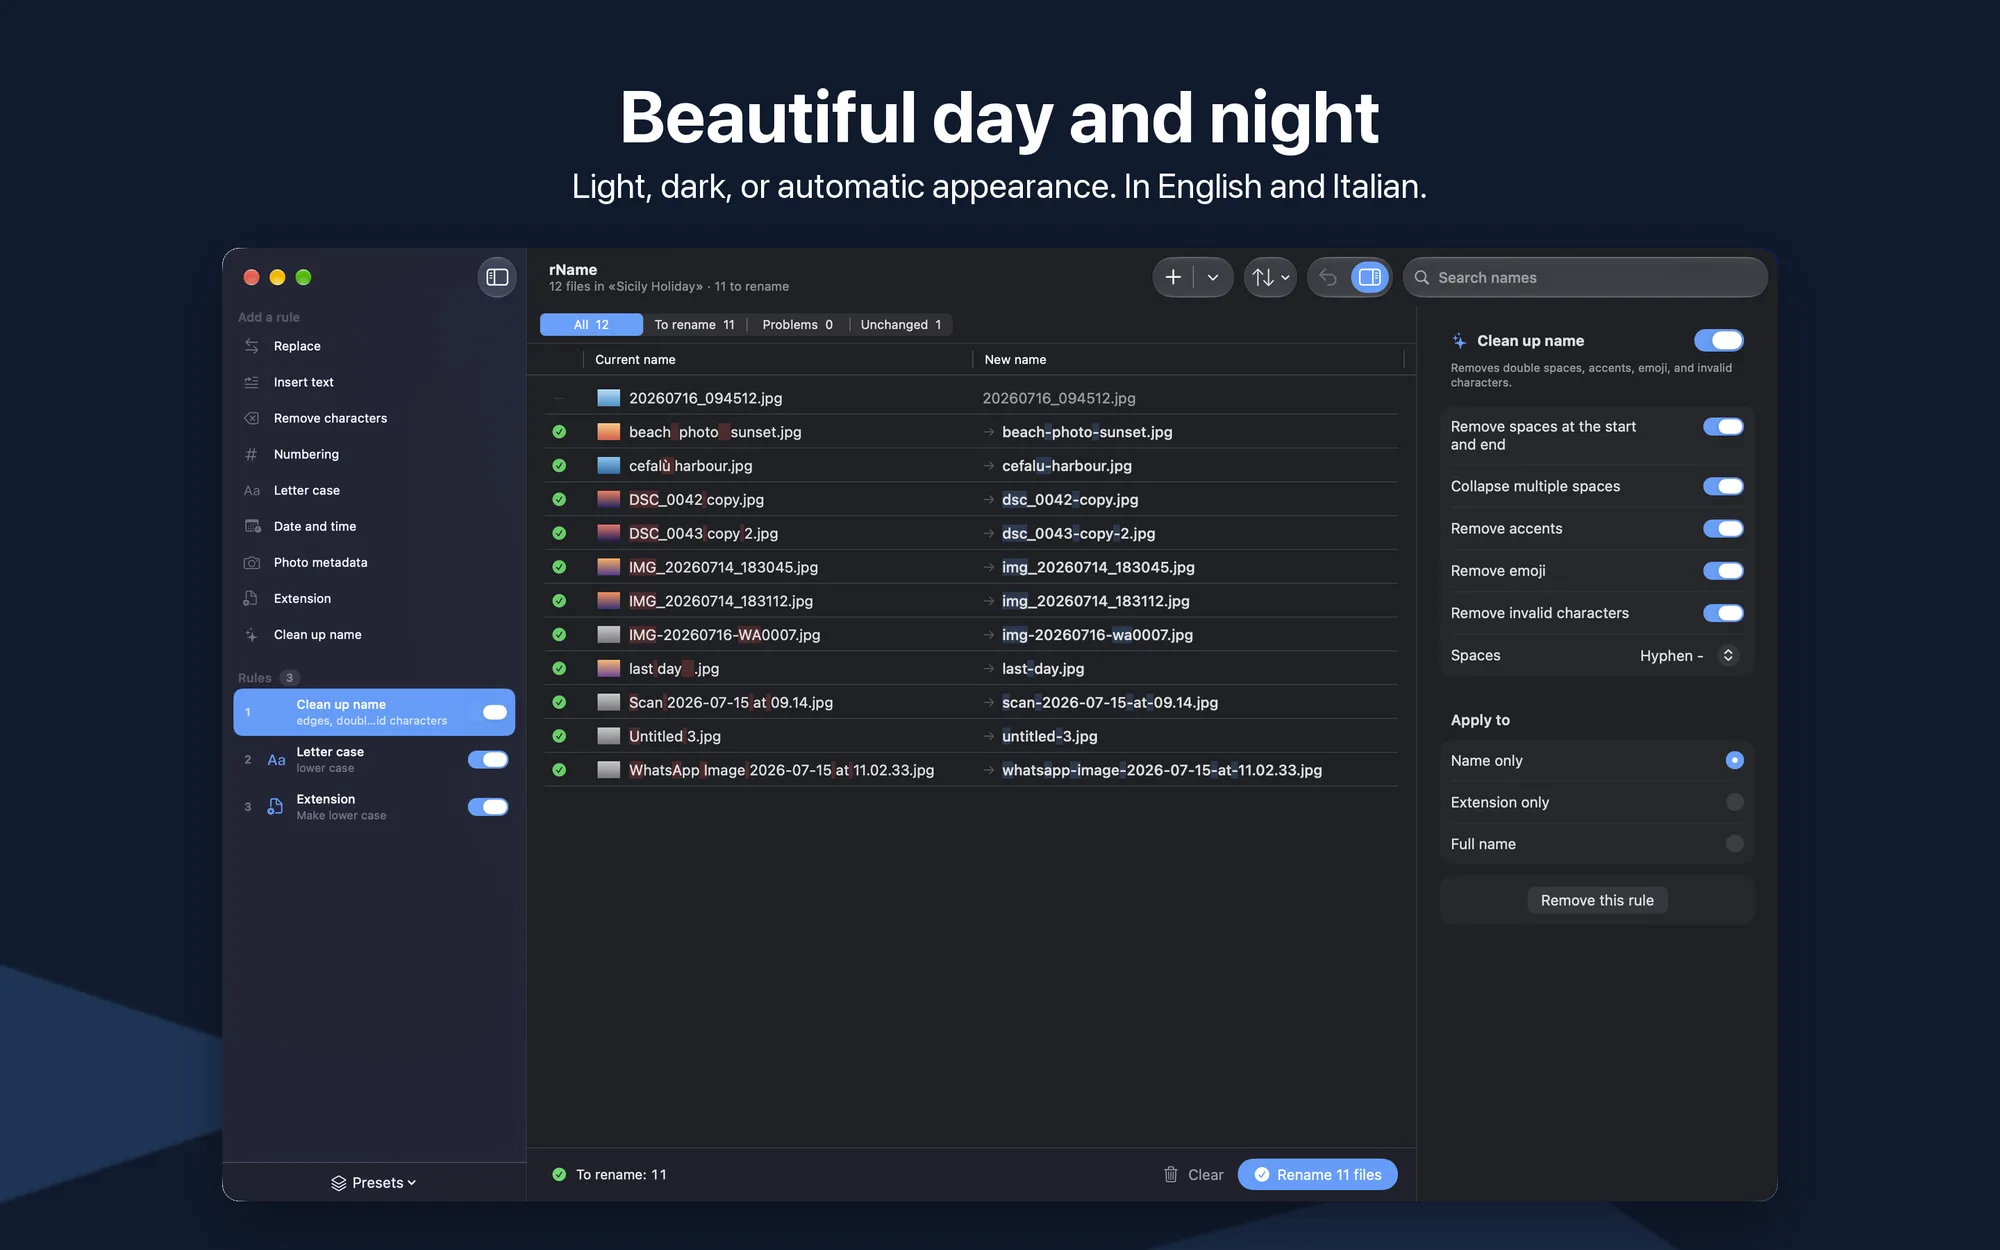 Beautiful day and night
Light, dark, or automatic appearance. In English and Italian.
Add a rule
Replace
Insert text
Remove characters
# Numbering
Aa Letter case
Date and time
Photo metadata
Extension
Clean up name
Rules 3
1 Clean up name
edges, doubl...id characters
2 Aa Letter case
lower case
3 Extension
Make lower case
Presets
rName
12 files in «Sicily Holiday» · 11 to rename
Search names
All 12 To rename 11 Problems 0 Unchanged 1
Current name New name
20260716_094512.jpg 20260716_094512.jpg
beach  photo   sunset.jpg → beach-photo-sunset.jpg
cefalù harbour.jpg → cefalu-harbour.jpg
DSC_0042 copy.jpg → dsc_0042-copy.jpg
DSC_0043 copy 2.jpg → dsc_0043-copy-2.jpg
IMG_20260714_183045.jpg → img_20260714_183045.jpg
IMG_20260714_183112.jpg → img_20260714_183112.jpg
IMG-20260716-WA0007.jpg → img-20260716-wa0007.jpg
last day  .jpg → last-day.jpg
Scan 2026-07-15 at 09.14.jpg → scan-2026-07-15-at-09.14.jpg
Untitled 3.jpg → untitled-3.jpg
WhatsApp Image 2026-07-15 at 11.02.33.jpg → whatsapp-image-2026-07-15-at-11.02.33.jpg
To rename: 11
Clear
Rename 11 files
Clean up name
Removes double spaces, accents, emoji, and invalid
characters.
Remove spaces at the start
and end
Collapse multiple spaces
Remove accents
Remove emoji
Remove invalid characters
Spaces Hyphen -
Apply to
Name only
Extension only
Full name
Remove this rule